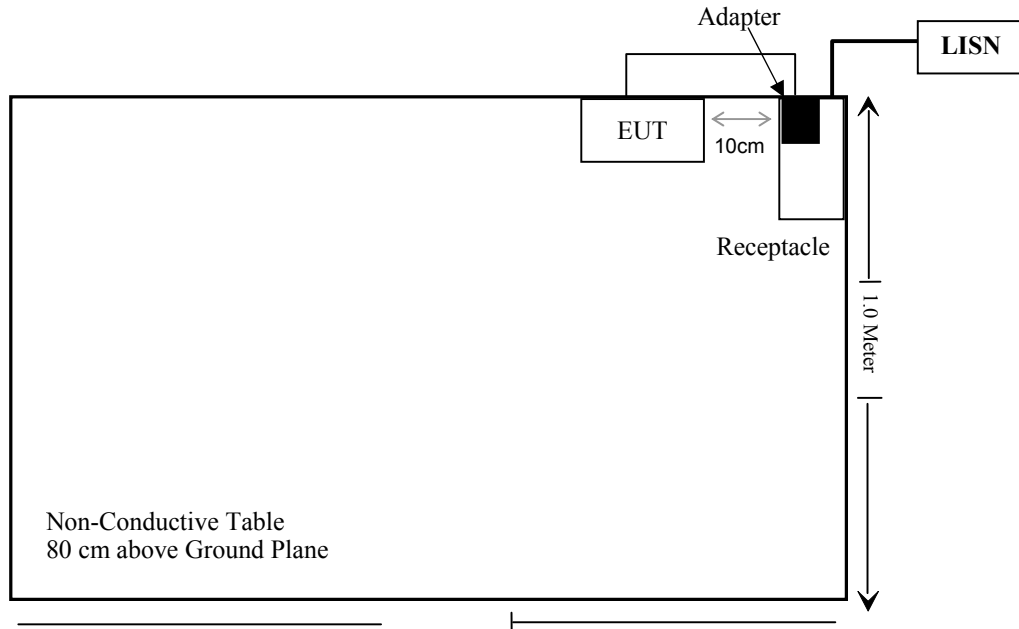 Adapter
LISN
EUT
10cm
Receptacle
1.0 Meter
Non-Conductive Table
80 cm above Ground Plane